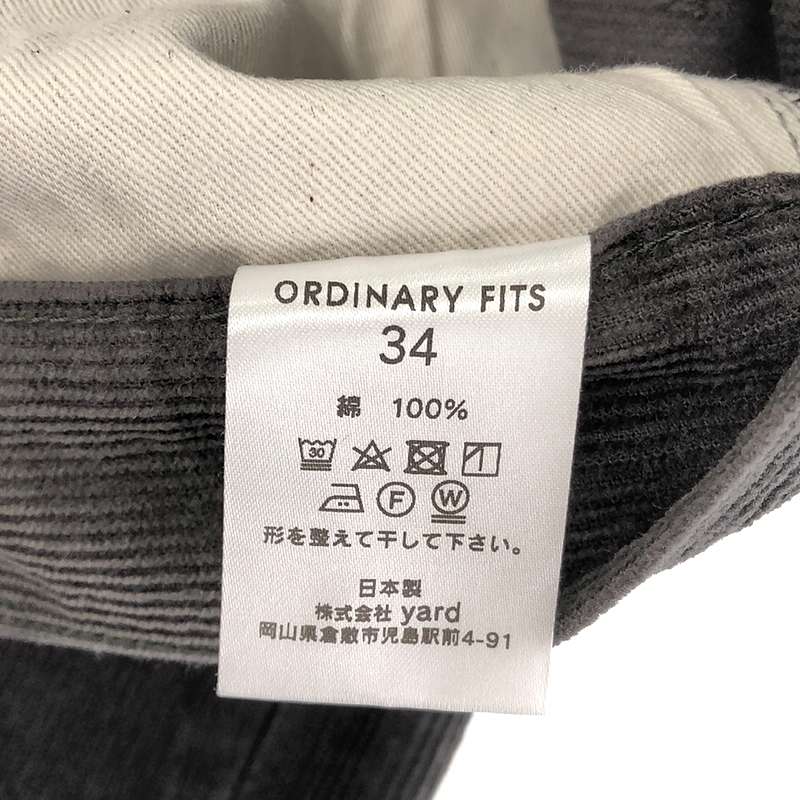 ORDINARY FITS
34
綿 100%
30
F W
形を整えて干して下さい。
日本製
株式会社 yard
岡山県倉敷市児島駅前4-91